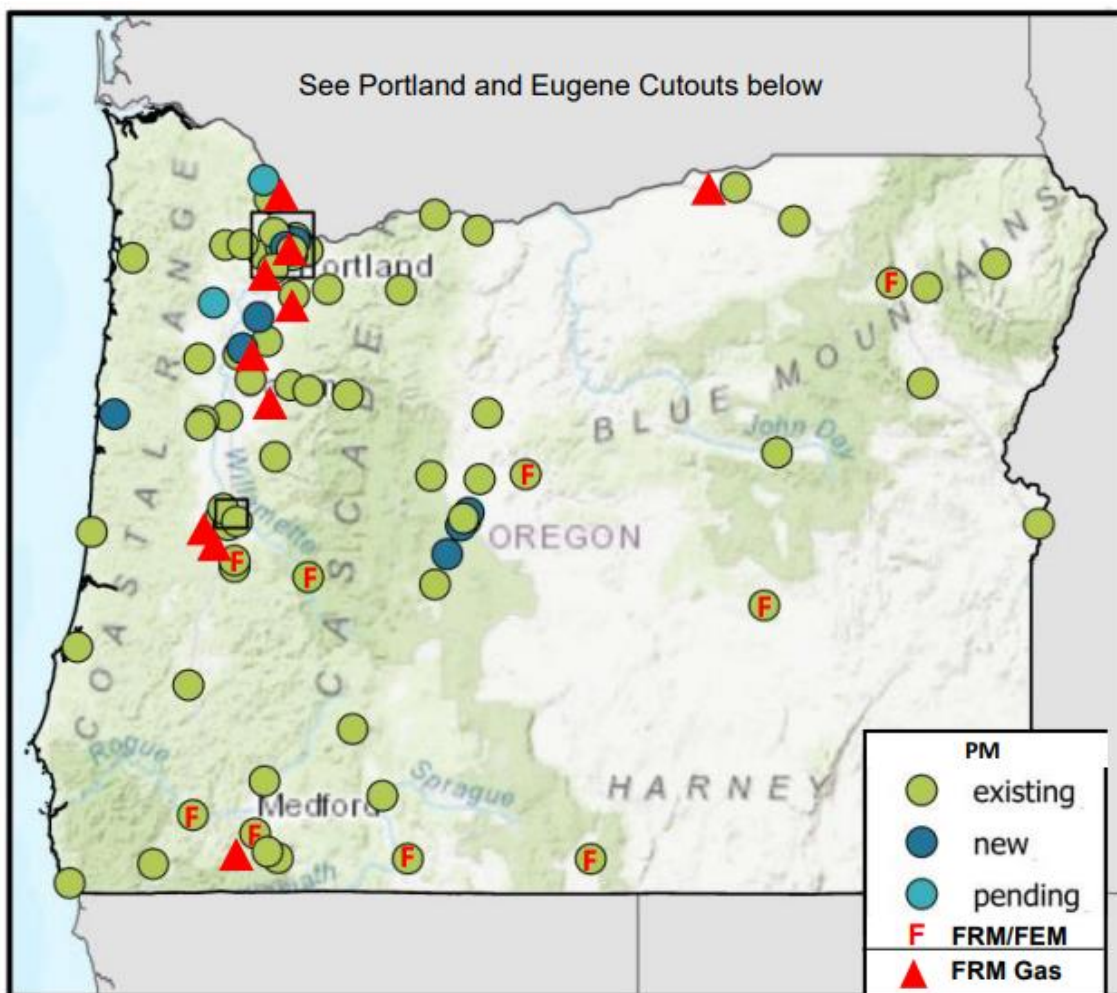 See Portland and Eugene Cutouts below
COASTAL RANGE
CASCADE
Portland
BLUE MOUNTAINS
John Day
Willamette
OREGON
F
F
F
F
F
Rogue
Sprague
HARNEY
Medford
F
F
F
F
PM
existing
new
pending
F FRM/FEM
FRM Gas